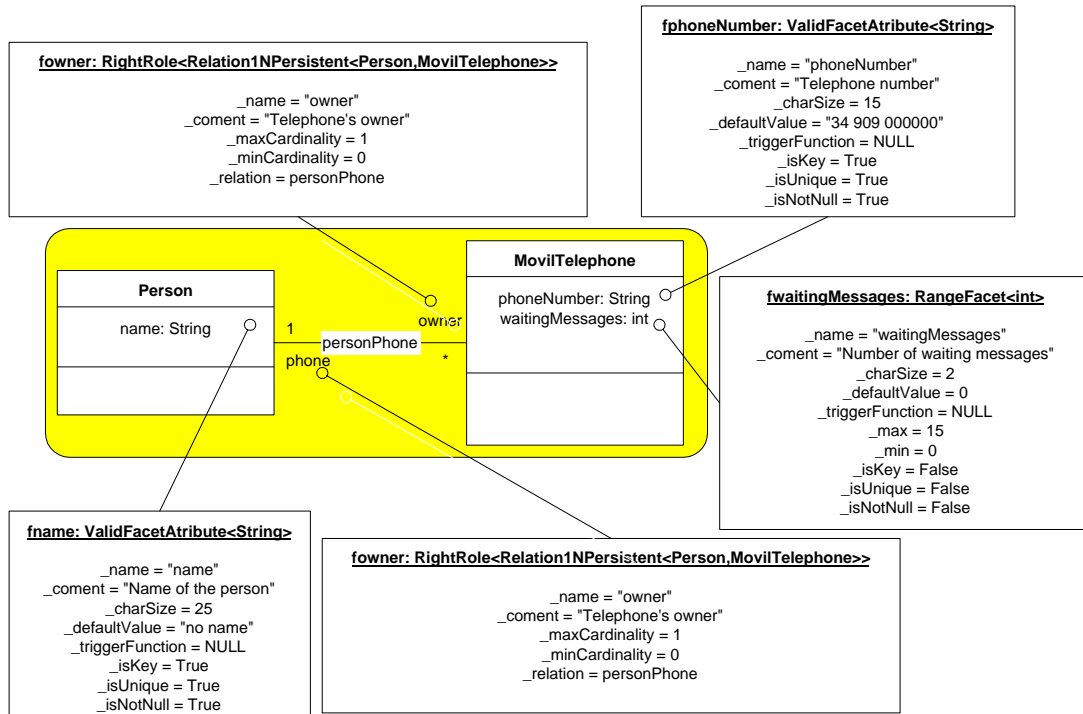 fphoneNumber: ValidFacetAtribute<String>
_name = "phoneNumber"
_coment = "Telephone number"
_charSize = 15
_defaultValue = "34 909 000000"
_triggerFunction = NULL
_isKey = True
_isUnique = True
_isNotNull = True
fowner: RightRole<Relation1NPersistent<Person,MovilTelephone>>
_name = "owner"
_coment = "Telephone's owner"
_maxCardinality = 1
_minCardinality = 0
_relation = personPhone
Person
name: String
1
phone
personPhone
owner
*
MovilTelephone
phoneNumber: String
waitingMessages: int
fwaitingMessages: RangeFacet<int>
_name = "waitingMessages"
_coment = "Number of waiting messages"
_charSize = 2
_defaultValue = 0
_triggerFunction = NULL
_max = 15
_min = 0
_isKey = False
_isUnique = False
_isNotNull = False
fname: ValidFacetAtribute<String>
_name = "name"
_coment = "Name of the person"
_charSize = 25
_defaultValue = "no name"
_triggerFunction = NULL
_isKey = True
_isUnique = True
_isNotNull = True
fowner: RightRole<Relation1NPersistent<Person,MovilTelephone>>
_name = "owner"
_coment = "Telephone's owner"
_maxCardinality = 1
_minCardinality = 0
_relation = personPhone